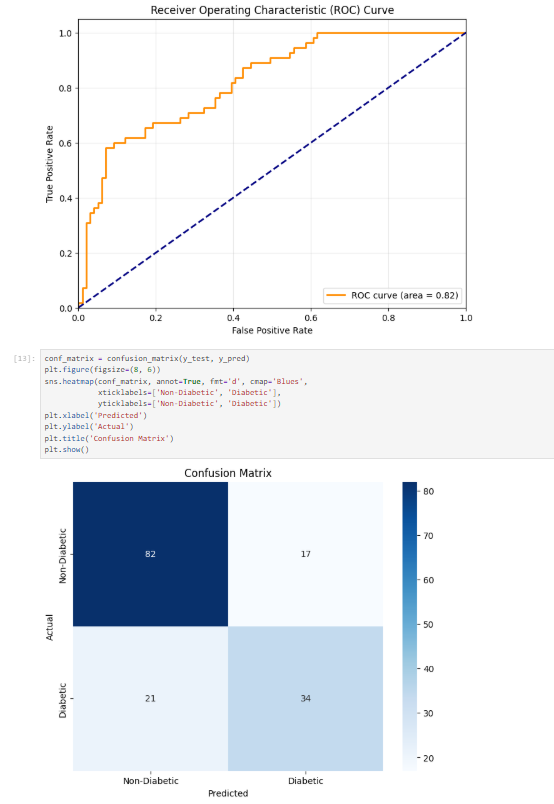 Receiver Operating Characteristic (ROC) Curve
1.0
0.8
0.6
0.4
0.2
0.0
True Positive Rate
ROC curve (area = 0.82)
0.0 0.2 0.4 0.6 0.8 1.0
False Positive Rate
[13]:
conf_matrix = confusion_matrix(y_test, y_pred)
plt.figure(figsize=(8, 6))
sns.heatmap(conf_matrix, annot=True, fmt='d', cmap='Blues',
            xticklabels=['Non-Diabetic', 'Diabetic'],
            yticklabels=['Non-Diabetic', 'Diabetic'])
plt.xlabel('Predicted')
plt.ylabel('Actual')
plt.title('Confusion Matrix')
plt.show()
Confusion Matrix
Actual
Non-Diabetic
82 17
Diabetic
21 34
Non-Diabetic Diabetic
Predicted
80
70
60
50
40
30
20